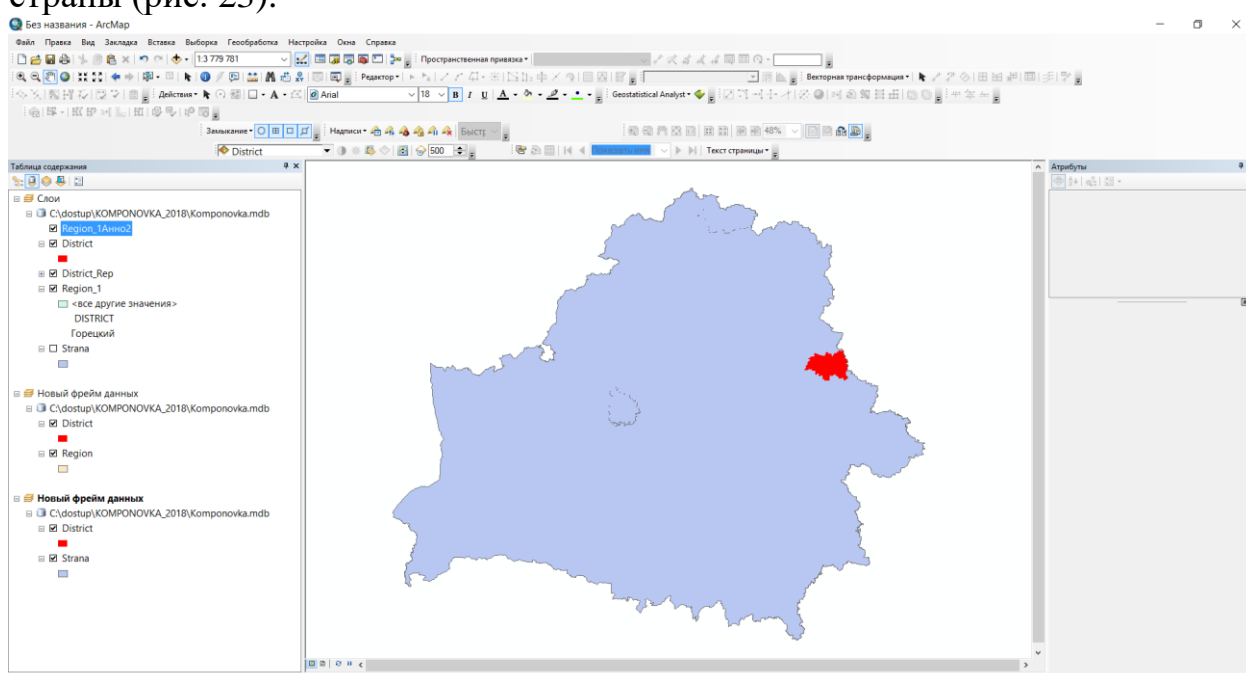 страны (рис. 23).
Без названия - ArcMap
Файл Правка Вид Закладка Вставка Выборка Геообработка Настройка Окна Справка
1:3 779 781 Пространственная привязка
Редактор Векторная трансформация
Действия A Arial 18 B I U A Geostatistical Analyst
Замыкание Надписи Быстр 48%
District 500 Текст страницы
Таблица содержания
Атрибуты
Слои
C:\dostup\KOMPONOVKA_2018\Komponovka.mdb
Region_1Анно2
District
District_Rep
Region_1
<все другие значения>
DISTRICT
Горецкий
Strana
Новый фрейм данных
C:\dostup\KOMPONOVKA_2018\Komponovka.mdb
District
Region
Новый фрейм данных
C:\dostup\KOMPONOVKA_2018\Komponovka.mdb
District
Strana